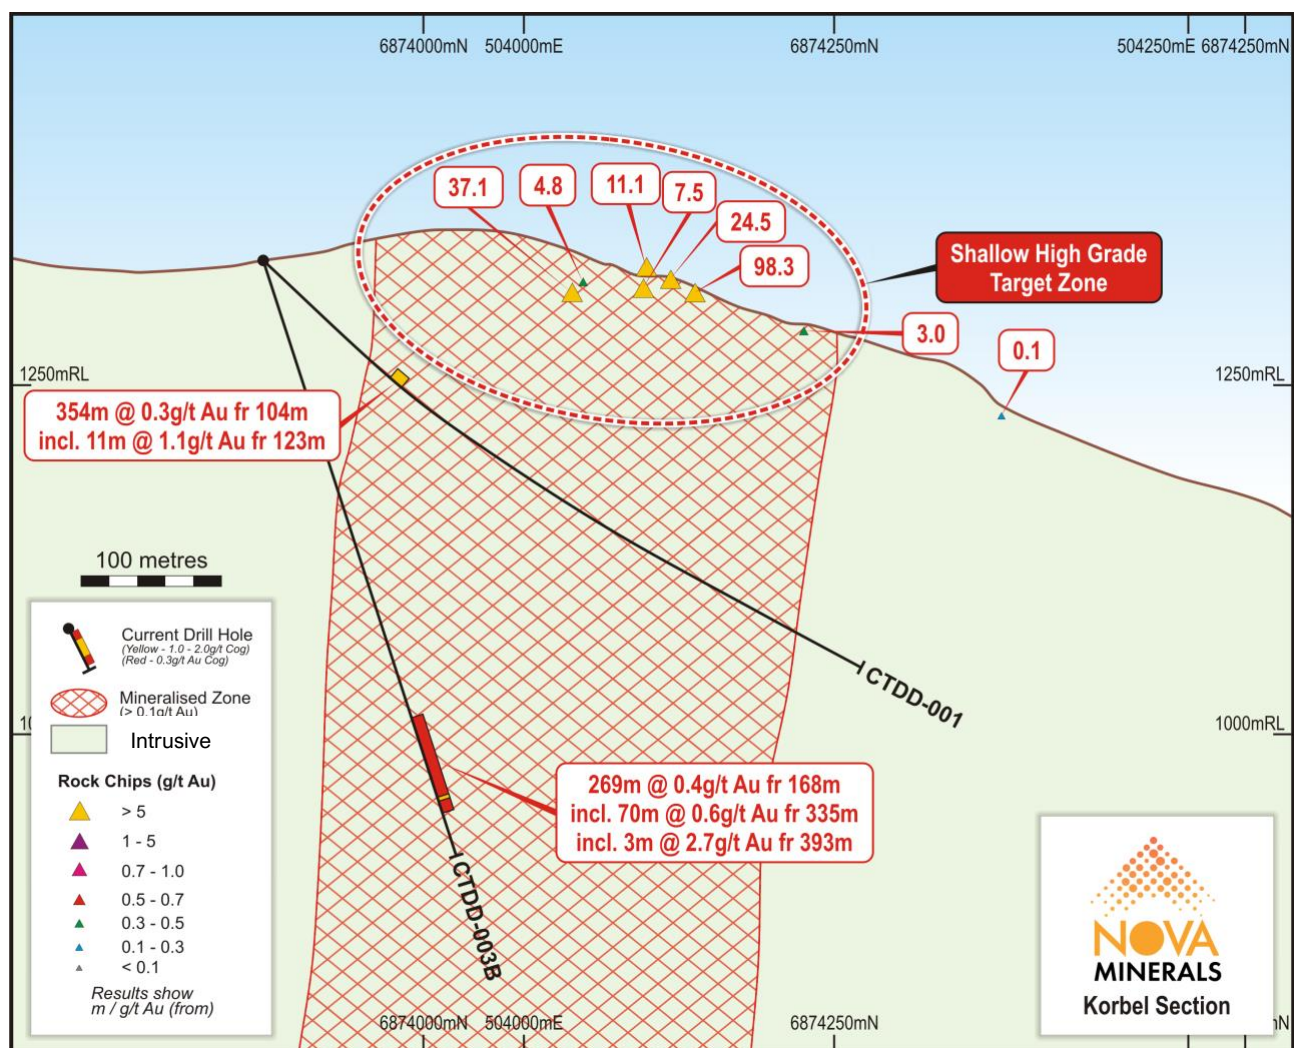 6874000mN 504000mE 6874250mN 504250mE 6874250mN
37.1
4.8
11.1
7.5
24.5
98.3
Shallow High Grade
Target Zone
3.0
0.1
1250mRL
1250mRL
354m @ 0.3g/t Au fr 104m
incl. 11m @ 1.1g/t Au fr 123m
100 metres
CTDD-001
1000mRL
269m @ 0.4g/t Au fr 168m
incl. 70m @ 0.6g/t Au fr 335m
incl. 3m @ 2.7g/t Au fr 393m
CTDD-003B
Current Drill Hole
(Yellow - 1.0 - 2.0g/t Cog)
(Red - 0.3g/t Au Cog)
Mineralised Zone
(> 0.1g/t Au)
Intrusive
Rock Chips (g/t Au)
> 5
1 - 5
0.7 - 1.0
0.5 - 0.7
0.3 - 0.5
0.1 - 0.3
< 0.1
Results show
m / g/t Au (from)
6874000mN 504000mE 6874250mN
NOVA
MINERALS
Korbel Section